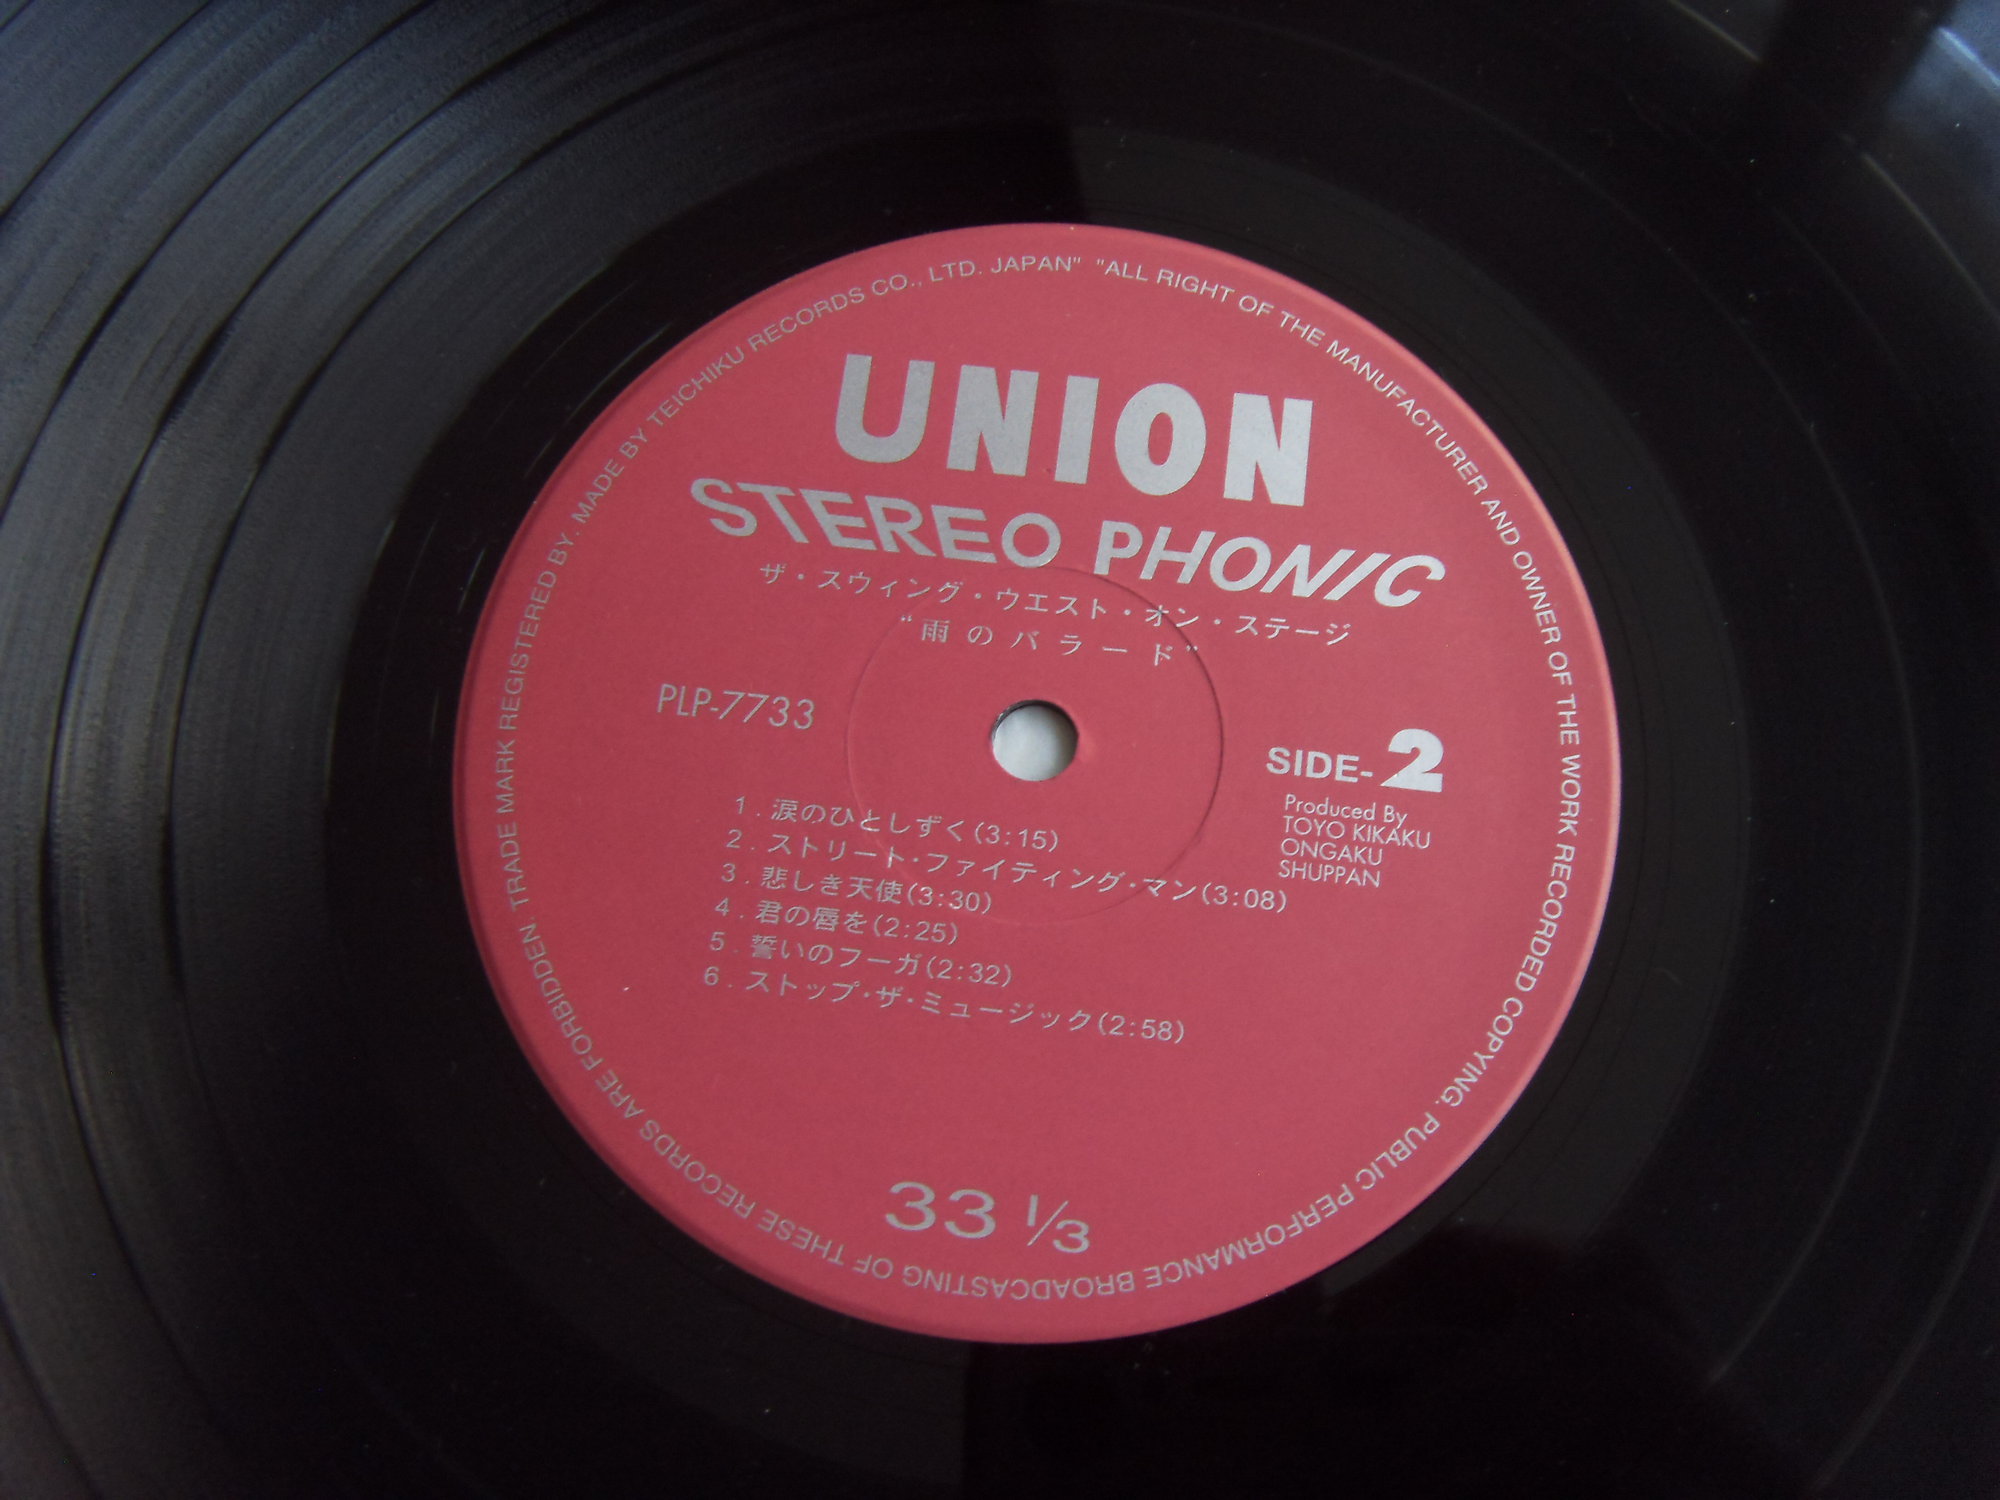 UNION
STEREO PHONIC
ザ・スウィング・ウエスト・オン・ステージ
“雨のバラード”
PLP-7733
SIDE-2
Produced By
TOYO KIKAKU
ONGAKU
SHUPPAN
1. 涙のひとしずく(3:15)
2. ストリート・ファイティング・マン(3:08)
3. 悲しき天使(3:30)
4. 君の唇を(2:25)
5. 誓いのフーガ(2:32)
6. ストップ・ザ・ミュージック(2:58)
33 1/3
"ALL RIGHT OF THE MANUFACTURER AND OWNER OF THE WORK RECORDED COPYING. PUBLIC PERFORMANCE BROADCASTING OF THESE RECORDS ARE FORBIDDEN. TRADE MARK REGISTERED BY. MADE BY TEICHIKU RECORDS CO., LTD. JAPAN"